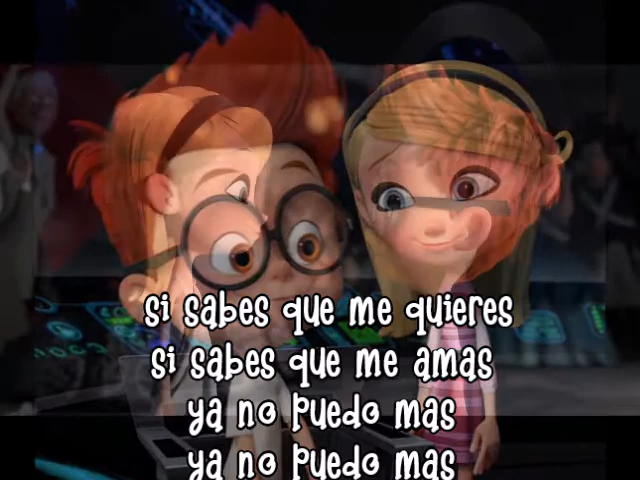 si sabes que me quieres
si sabes que me amas
ya no puedo mas
ya no puedo mas